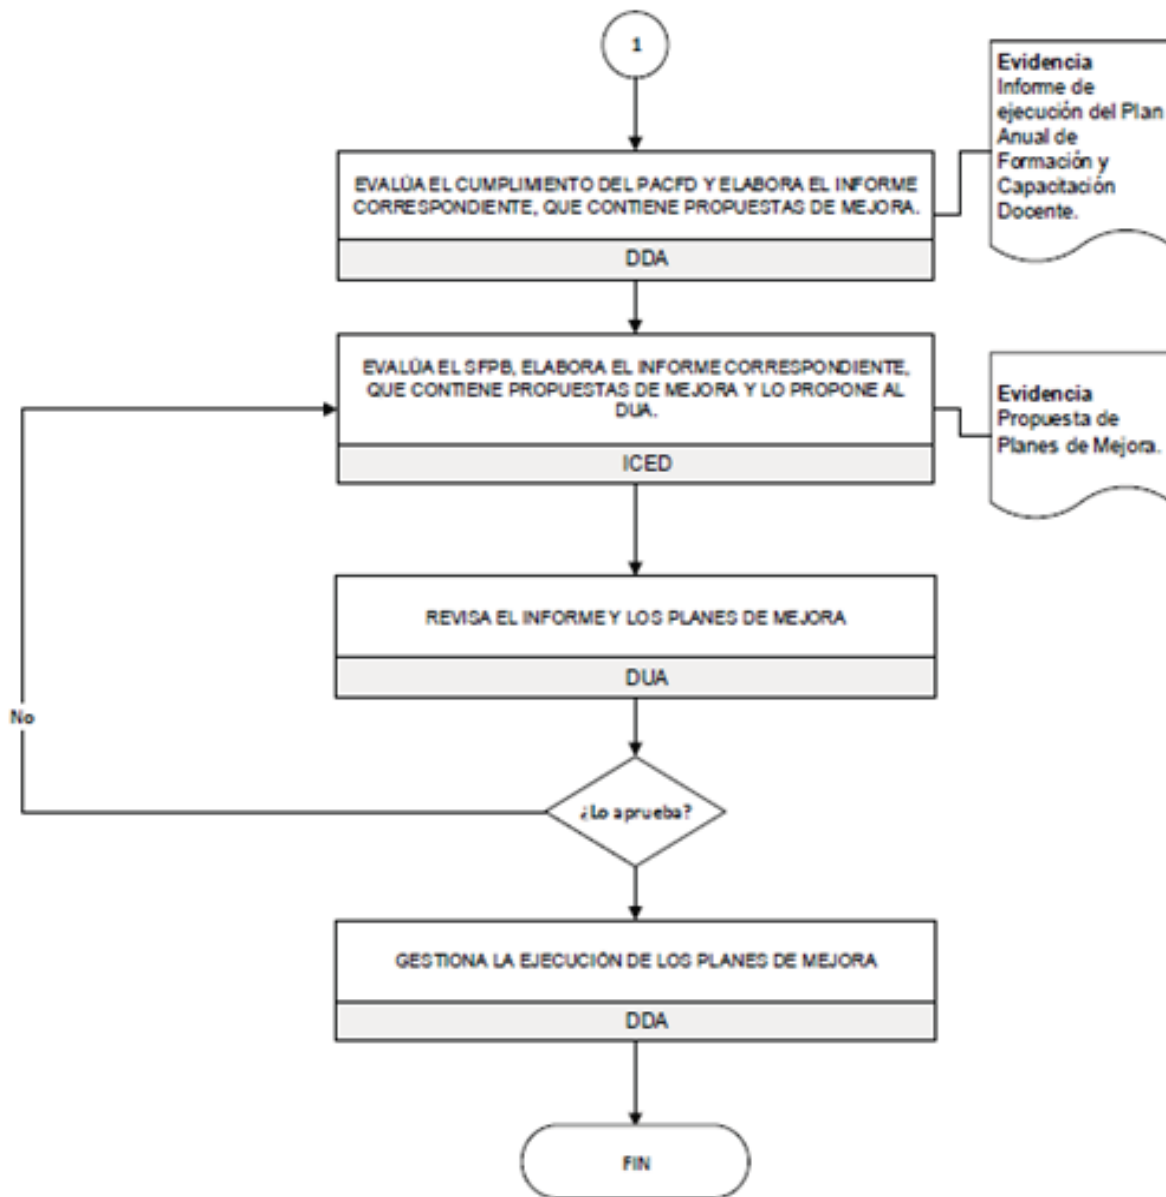 1
Evidencia
Informe de
ejecución del Plan
Anual de
Formación y
Capacitación
Docente.
EVALÚA EL CUMPLIMIENTO DEL PACFD Y ELABORA EL INFORME
CORRESPONDIENTE, QUE CONTIENE PROPUESTAS DE MEJORA.
DDA
EVALÚA EL SFPB, ELABORA EL INFORME CORRESPONDIENTE,
QUE CONTIENE PROPUESTAS DE MEJORA Y LO PROPONE AL
DUA.
ICED
Evidencia
Propuesta de
Planes de Mejora.
REVISA EL INFORME Y LOS PLANES DE MEJORA
DUA
No
¿Lo aprueba?
GESTIONA LA EJECUCIÓN DE LOS PLANES DE MEJORA
DDA
FIN